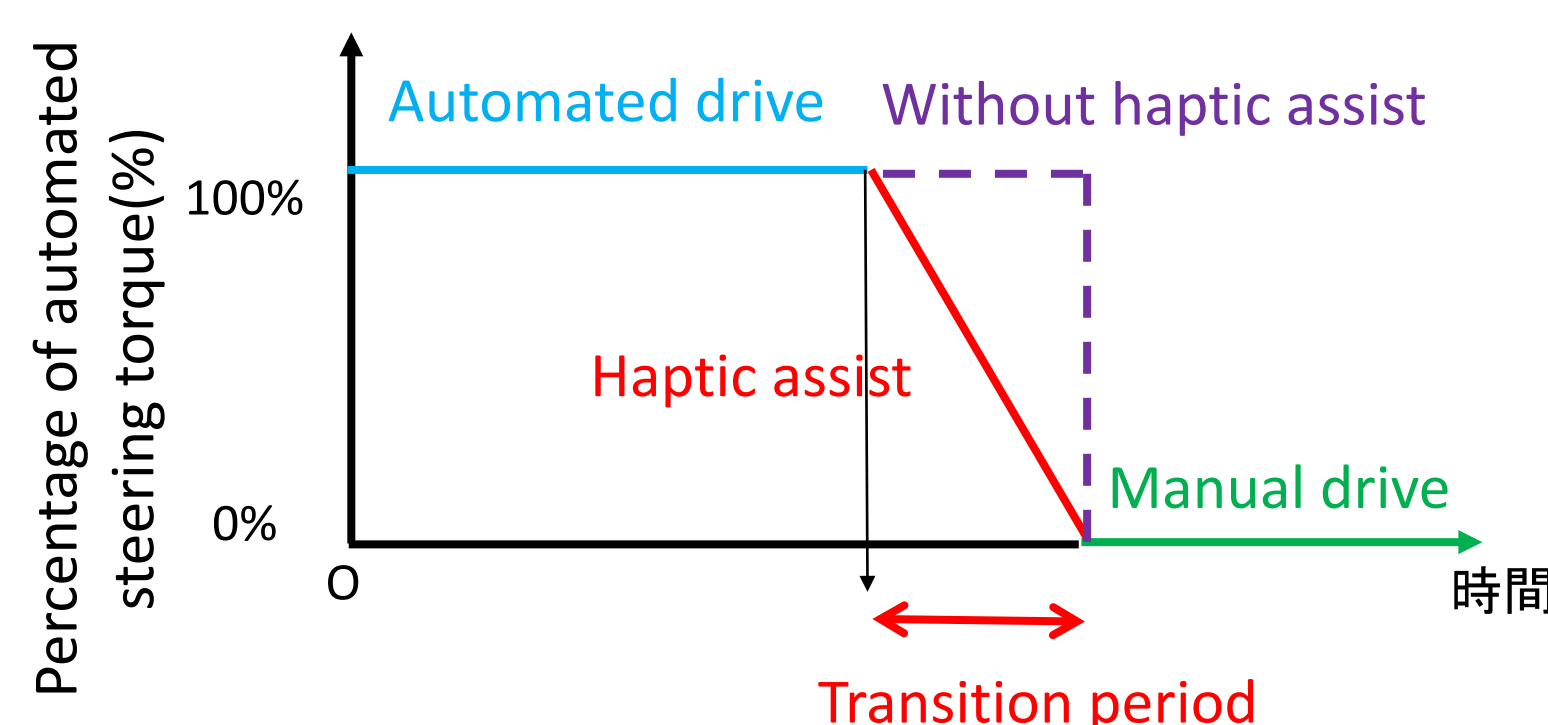 Percentage of automated
steering torque(%)
Automated drive
Without haptic assist
100%
Haptic assist
Manual drive
0%
O
時間
Transition period